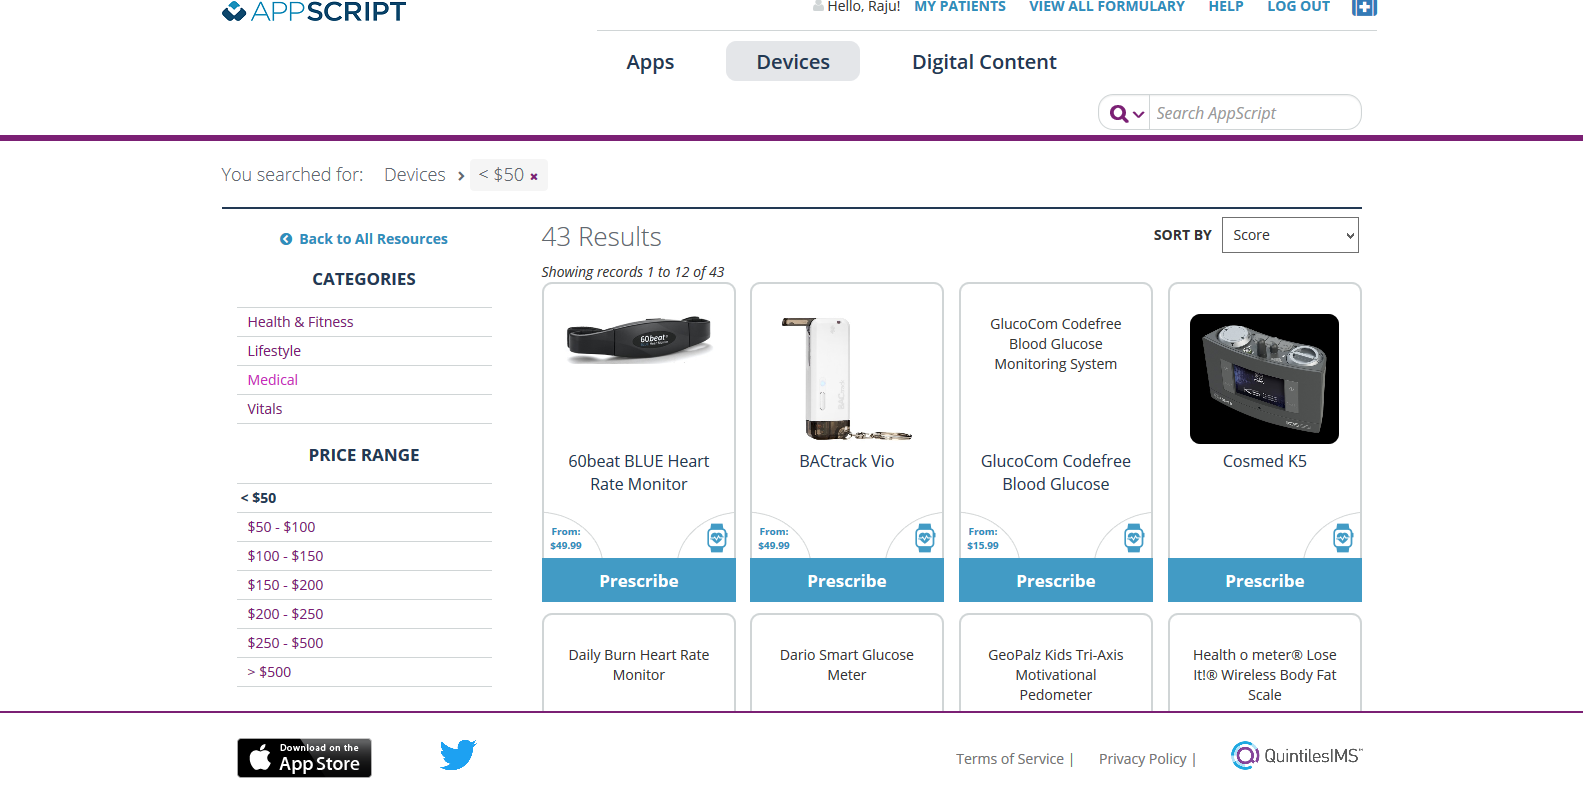 APPSCRIPT
Hello, Raju! MY PATIENTS VIEW ALL FORMULARY HELP LOG OUT
Apps Devices Digital Content
Search AppScript
You searched for: Devices < $50
Back to All Resources
CATEGORIES
Health & Fitness
Lifestyle
Medical
Vitals
PRICE RANGE
< $50
$50 - $100
$100 - $150
$150 - $200
$200 - $250
$250 - $500
> $500
43 Results
SORT BY Score
Showing records 1 to 12 of 43
60beat
60beat BLUE Heart
Rate Monitor
From:
$49.99
Prescribe
BACtrack
BACtrack Vio
From:
$49.99
Prescribe
GlucoCom Codefree
Blood Glucose
Monitoring System
GlucoCom Codefree
Blood Glucose
From:
$15.99
Prescribe
Cosmed K5
Prescribe
Daily Burn Heart Rate
Monitor
Dario Smart Glucose
Meter
GeoPalz Kids Tri-Axis
Motivational
Pedometer
Health o meter® Lose
It!® Wireless Body Fat
Scale
Download on the
App Store
Terms of Service |
Privacy Policy |
QuintilesIMS™